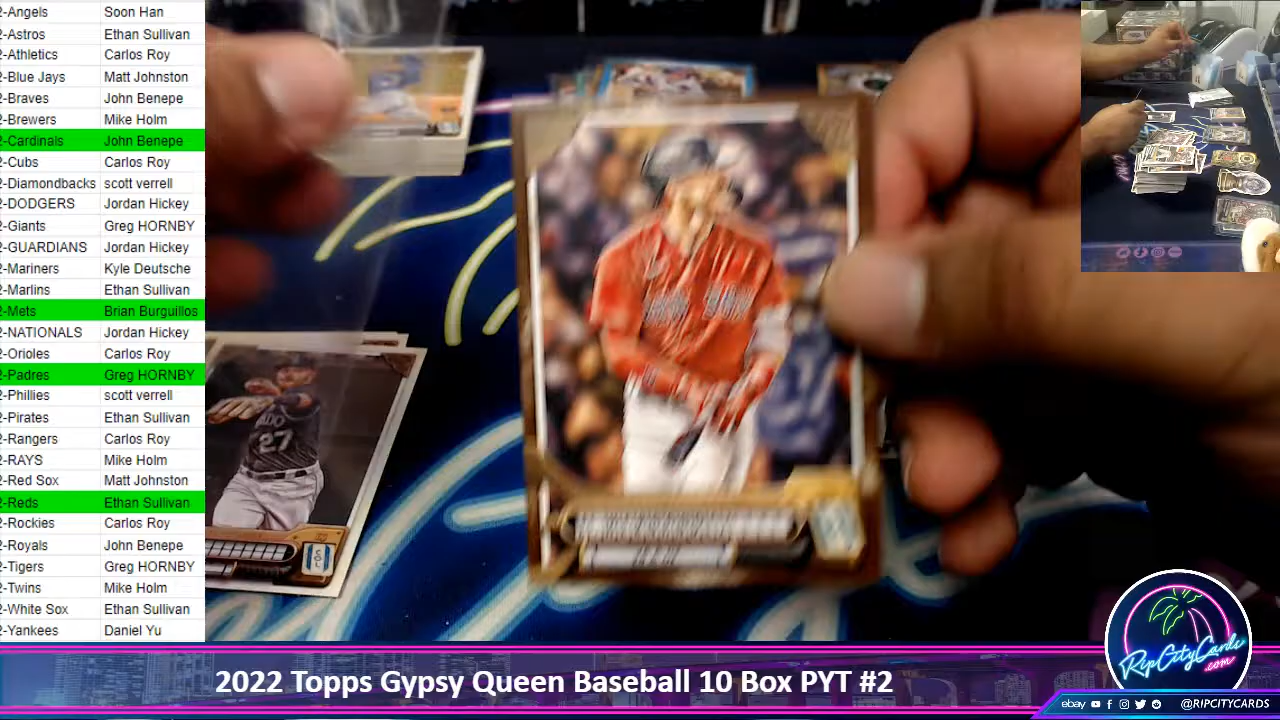 2-Angels Soon Han
2-Astros Ethan Sullivan
2-Athletics Carlos Roy
2-Blue Jays Matt Johnston
2-Braves John Benepe
2-Brewers Mike Holm
2-Cardinals John Benepe
2-Cubs Carlos Roy
2-Diamondbacks scott verrell
2-DODGERS Jordan Hickey
2-Giants Greg HORNBY
2-GUARDIANS Jordan Hickey
2-Mariners Kyle Deutsche
2-Marlins Ethan Sullivan
2-Mets Brian Burguillos
2-NATIONALS Jordan Hickey
2-Orioles Carlos Roy
2-Padres Greg HORNBY
2-Phillies scott verrell
2-Pirates Ethan Sullivan
2-Rangers Carlos Roy
2-RAYS Mike Holm
2-Red Sox Matt Johnston
2-Reds Ethan Sullivan
2-Rockies Carlos Roy
2-Royals John Benepe
2-Tigers Greg HORNBY
2-Twins Mike Holm
2-White Sox Ethan Sullivan
2-Yankees Daniel Yu
27
COL
2022 Topps Gypsy Queen Baseball 10 Box PYT #2
RipCityCards
.com
ebay @RIPCITYCARDS